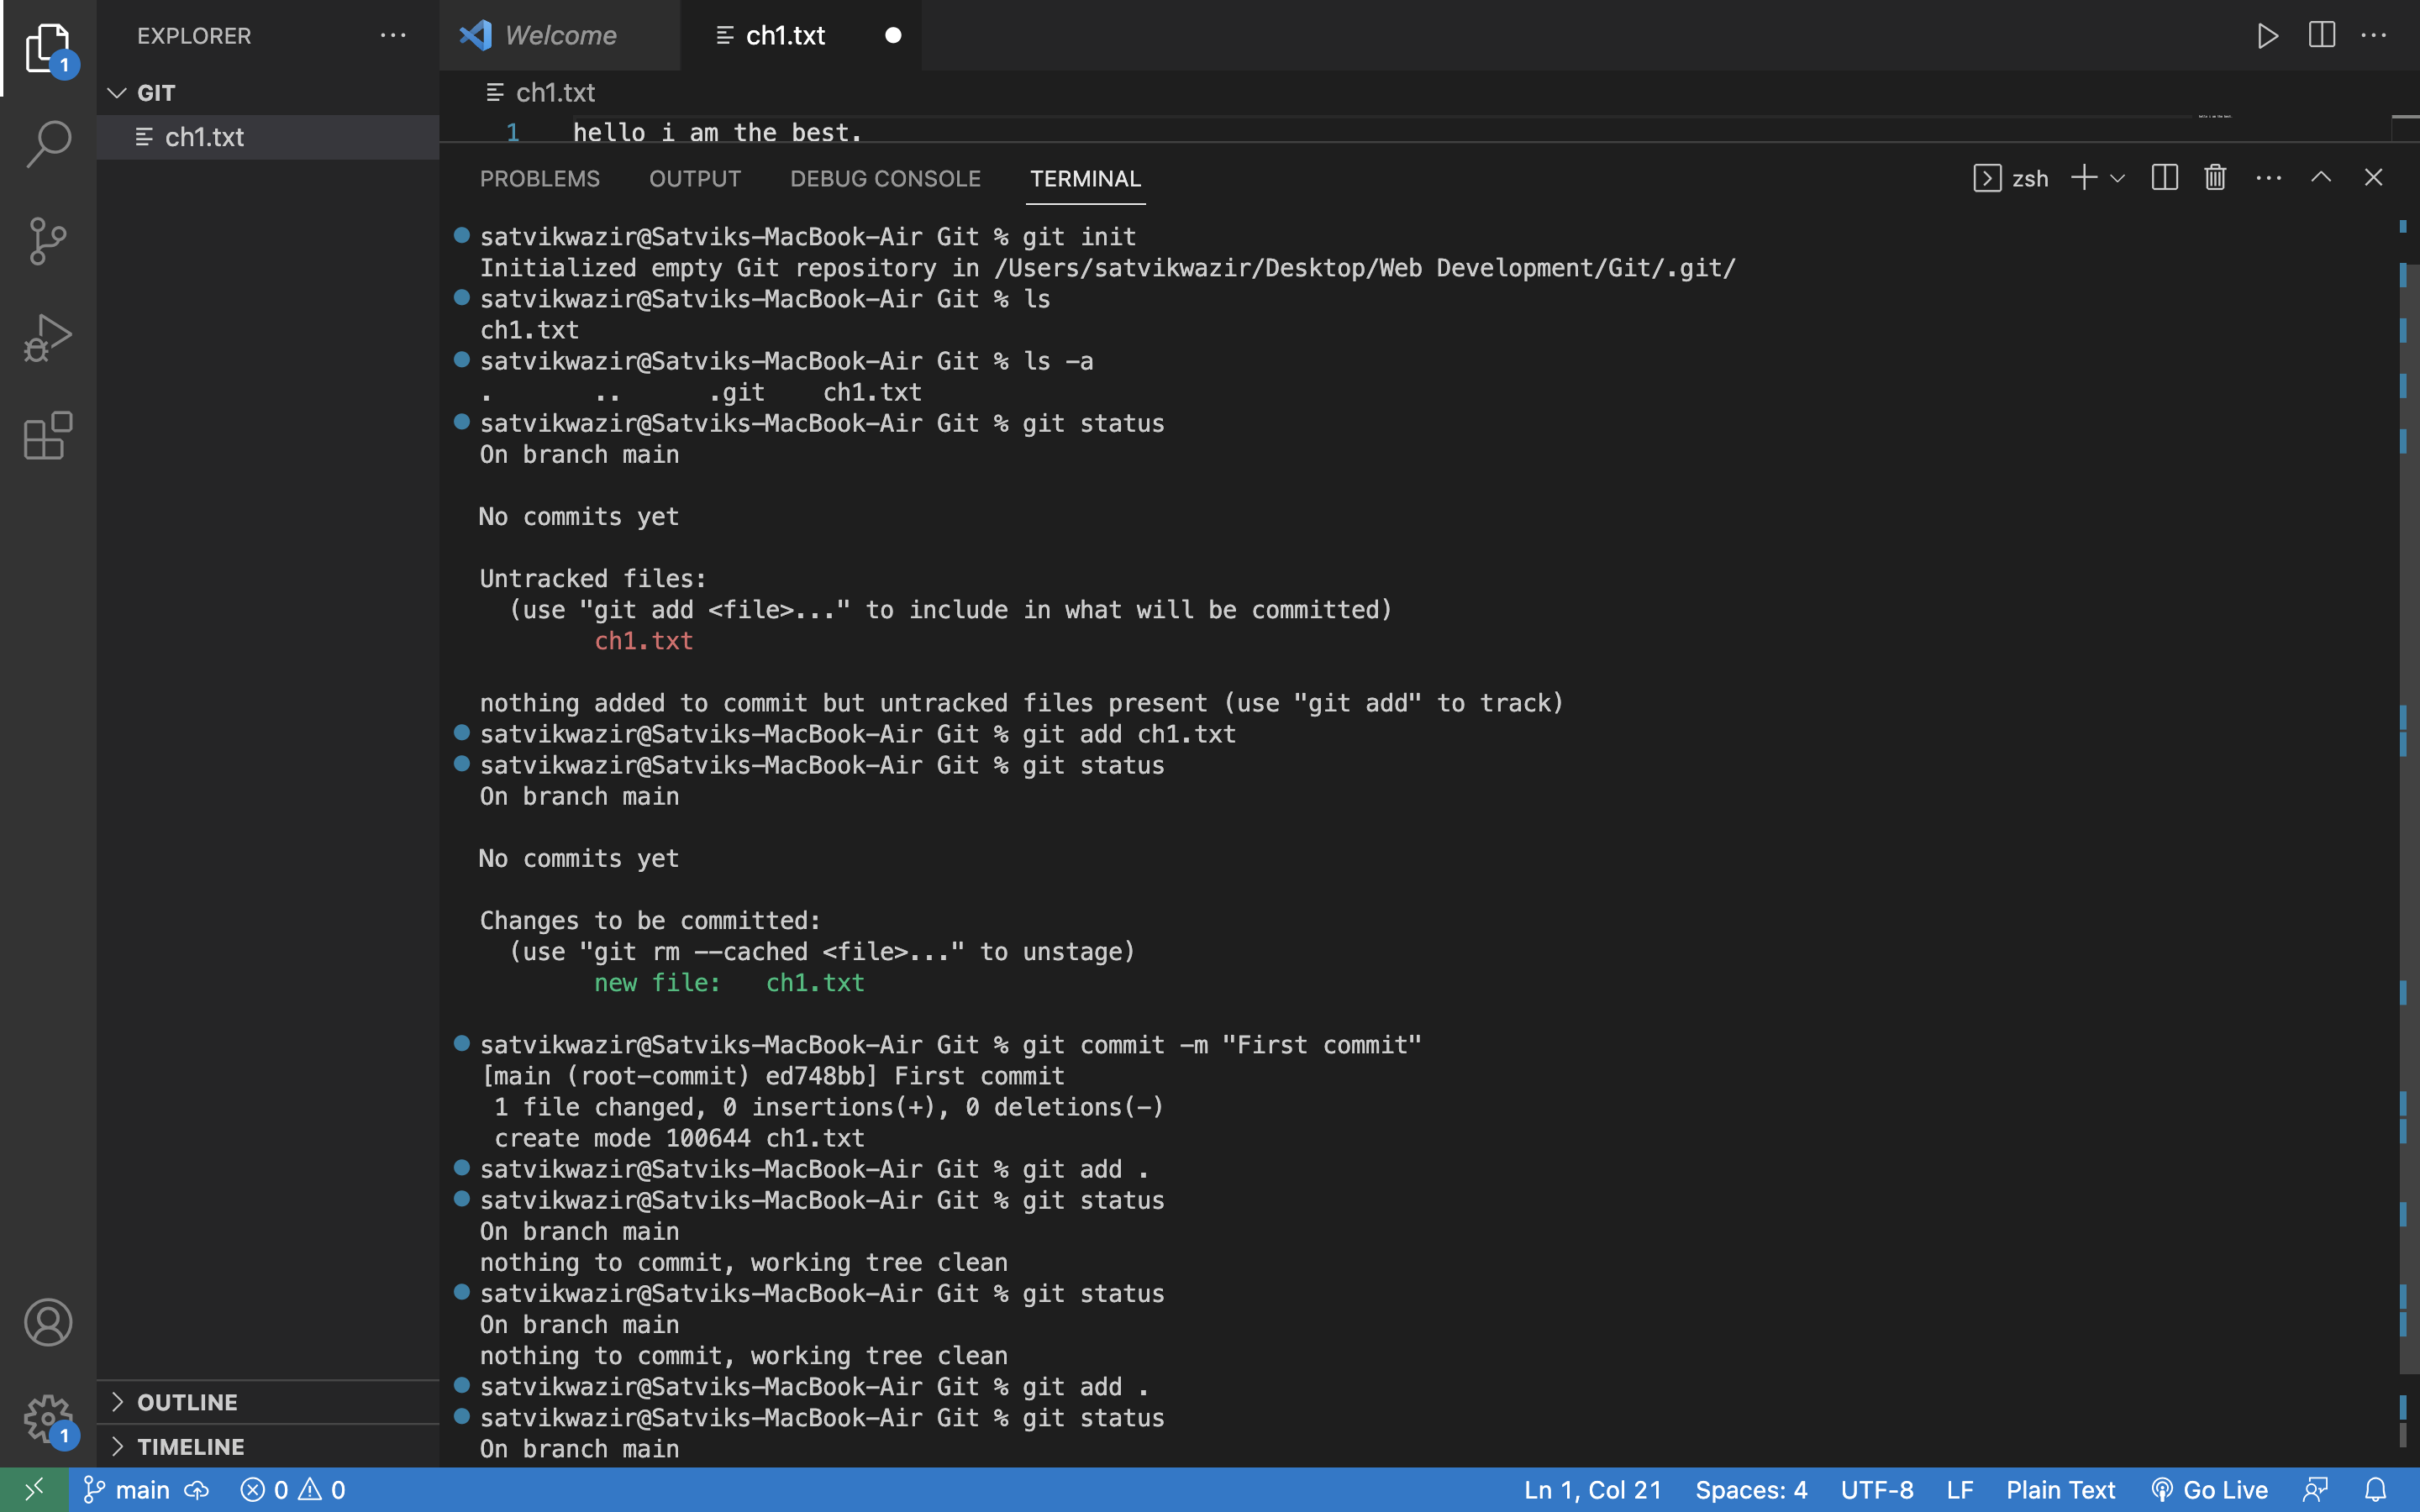 EXPLORER
Welcome
ch1.txt
1
GIT
ch1.txt
ch1.txt
1 hello i am the best.
PROBLEMS OUTPUT DEBUG CONSOLE TERMINAL
zsh
satvikwazir@Satviks-MacBook-Air Git % git init
Initialized empty Git repository in /Users/satvikwazir/Desktop/Web Development/Git/.git/
satvikwazir@Satviks-MacBook-Air Git % ls
ch1.txt
satvikwazir@Satviks-MacBook-Air Git % ls -a
. .. .git ch1.txt
satvikwazir@Satviks-MacBook-Air Git % git status
On branch main
No commits yet
Untracked files:
(use "git add <file>..." to include in what will be committed)
ch1.txt
nothing added to commit but untracked files present (use "git add" to track)
satvikwazir@Satviks-MacBook-Air Git % git add ch1.txt
satvikwazir@Satviks-MacBook-Air Git % git status
On branch main
No commits yet
Changes to be committed:
(use "git rm --cached <file>..." to unstage)
new file: ch1.txt
satvikwazir@Satviks-MacBook-Air Git % git commit -m "First commit"
[main (root-commit) ed748bb] First commit
1 file changed, 0 insertions(+), 0 deletions(-)
create mode 100644 ch1.txt
satvikwazir@Satviks-MacBook-Air Git % git add .
satvikwazir@Satviks-MacBook-Air Git % git status
On branch main
nothing to commit, working tree clean
satvikwazir@Satviks-MacBook-Air Git % git status
On branch main
nothing to commit, working tree clean
satvikwazir@Satviks-MacBook-Air Git % git add .
satvikwazir@Satviks-MacBook-Air Git % git status
On branch main
OUTLINE
1
TIMELINE
main 0 0 Ln 1, Col 21 Spaces: 4 UTF-8 LF Plain Text Go Live